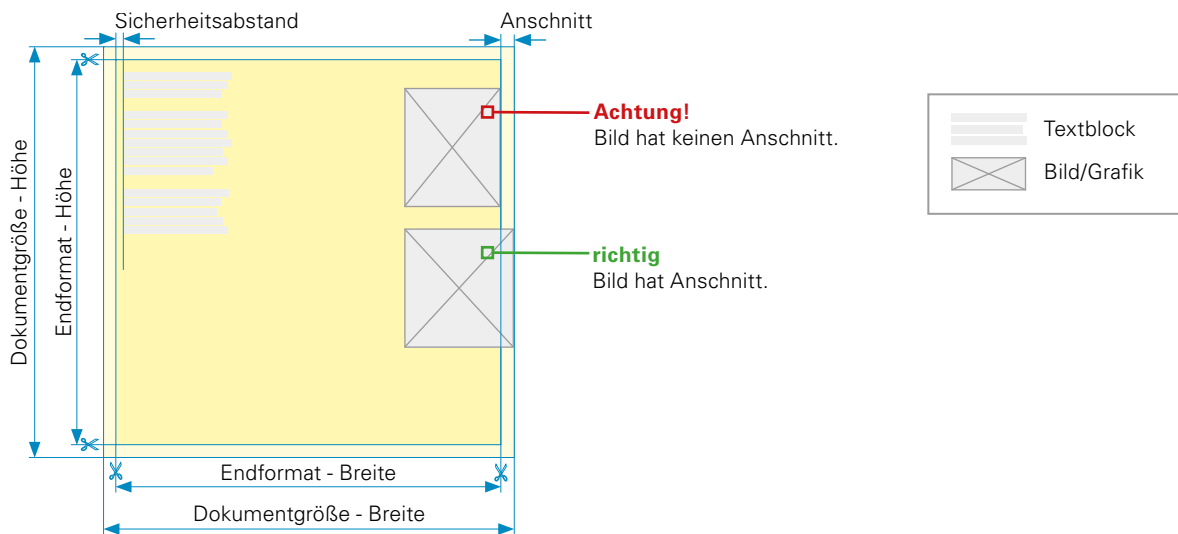 Sicherheitsabstand
Anschnitt
Dokumentgröße - Höhe
Endformat - Höhe
Achtung!
Bild hat keinen Anschnitt.
richtig
Bild hat Anschnitt.
Textblock
Bild/Grafik
Endformat - Breite
Dokumentgröße - Breite